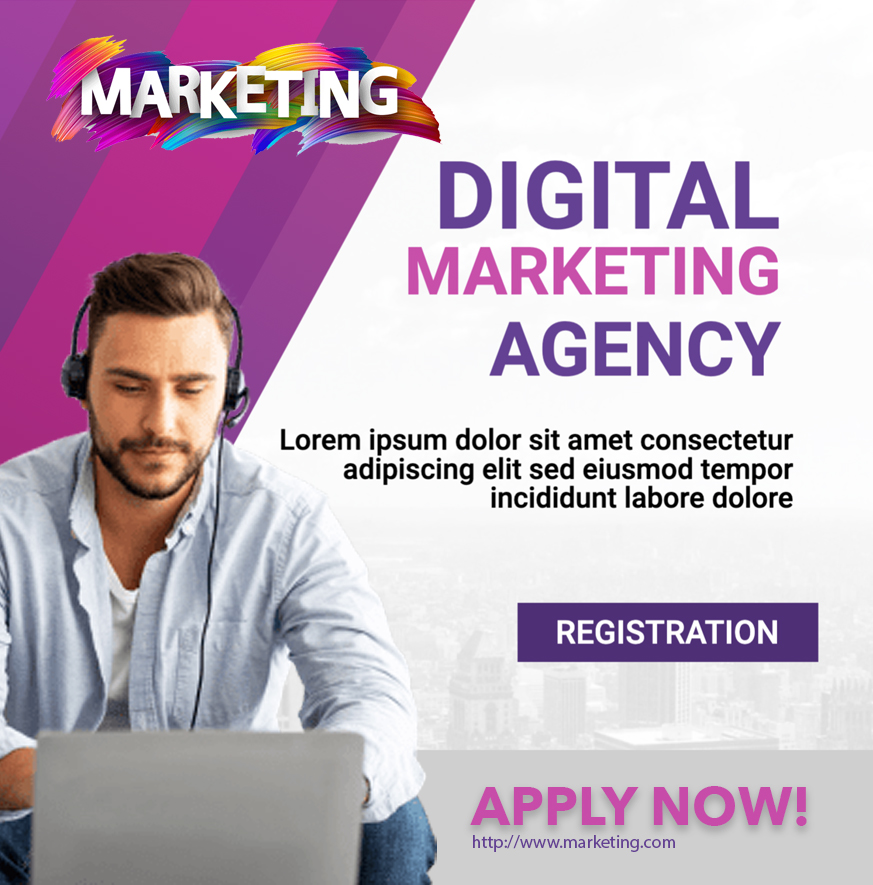 MARKETING
DIGITAL
MARKETING
AGENCY
Lorem ipsum dolor sit amet consectetur
adipiscing elit sed eiusmod tempor
incididunt labore dolore
REGISTRATION
APPLY NOW!
http://www.marketing.com